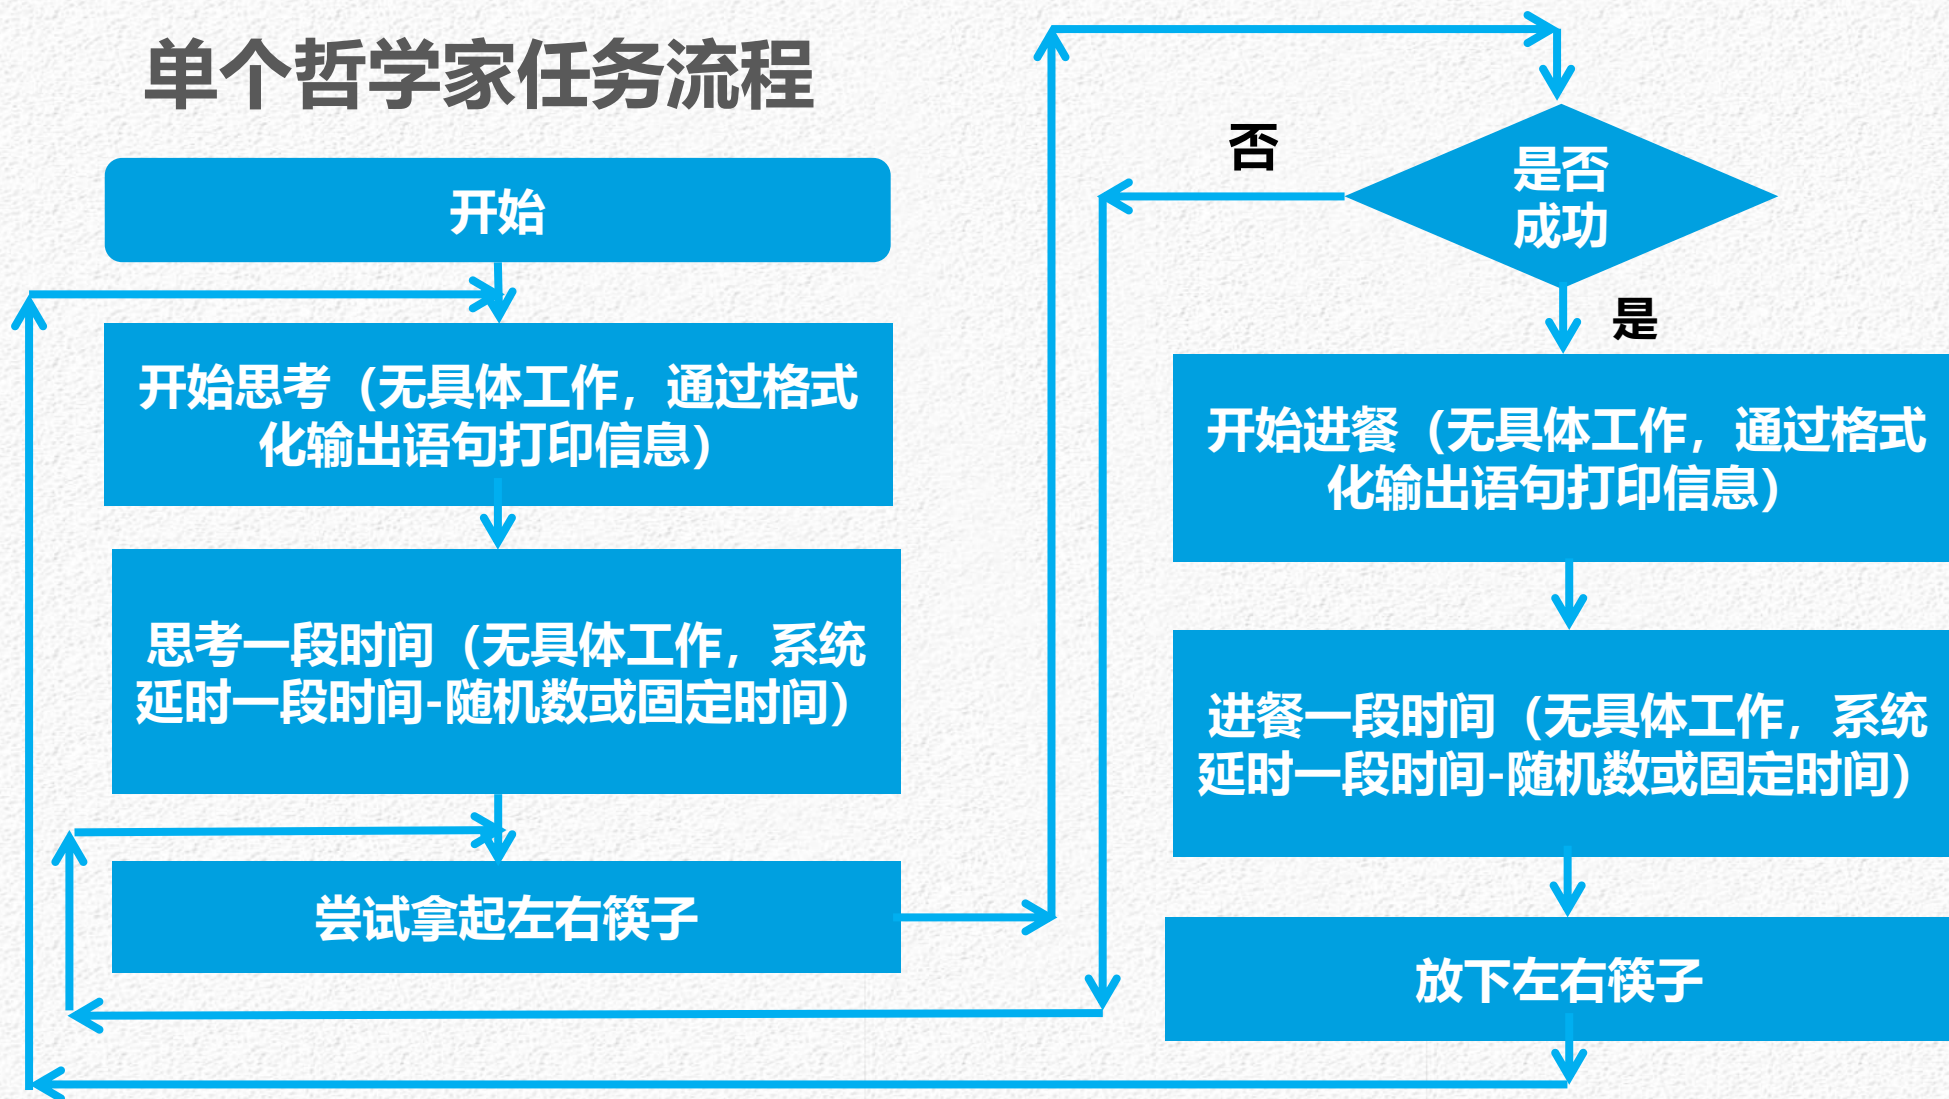 单个哲学家任务流程
开始
开始思考（无具体工作，通过格式
化输出语句打印信息）
思考一段时间（无具体工作，系统
延时一段时间-随机数或固定时间）
尝试拿起左右筷子
是否
成功
否
是
开始进餐（无具体工作，通过格式
化输出语句打印信息）
进餐一段时间（无具体工作，系统
延时一段时间-随机数或固定时间）
放下左右筷子